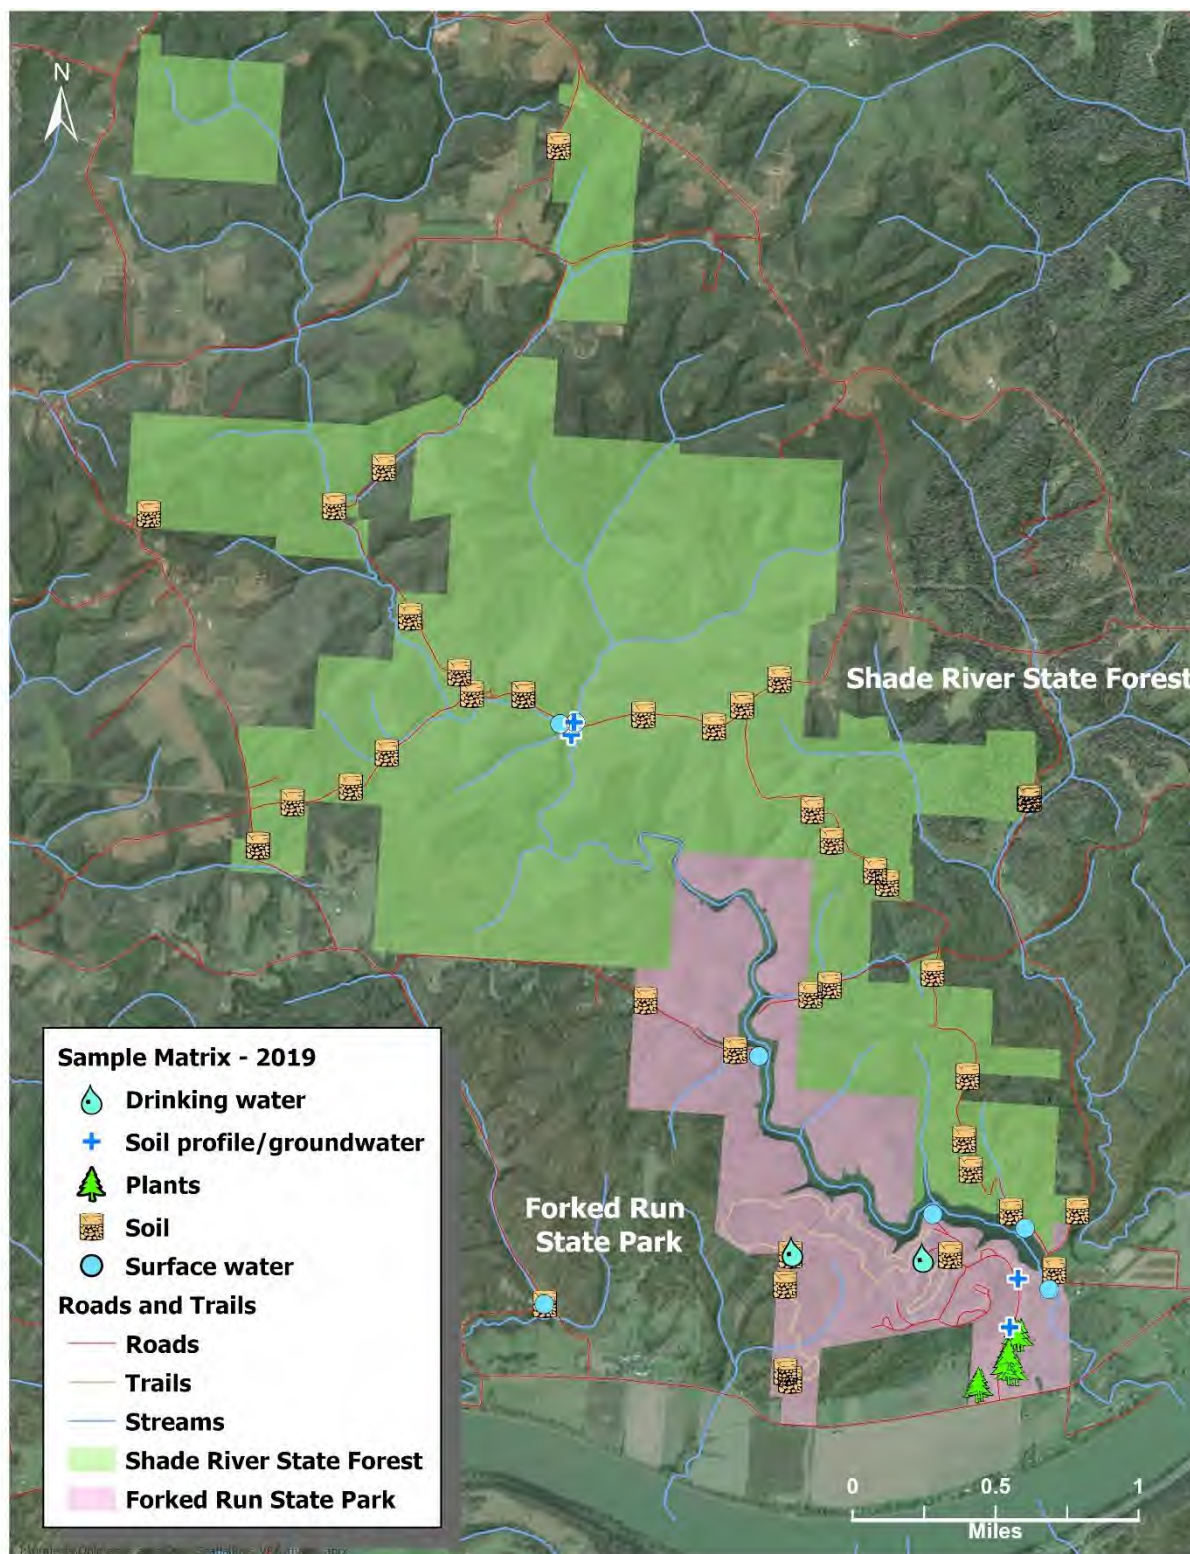 N
Shade River State Forest
Forked Run
State Park
Sample Matrix - 2019
Drinking water
Soil profile/groundwater
Plants
Soil
Surface water
Roads and Trails
Roads
Trails
Streams
Shade River State Forest
Forked Run State Park
0 0.5 1
Miles